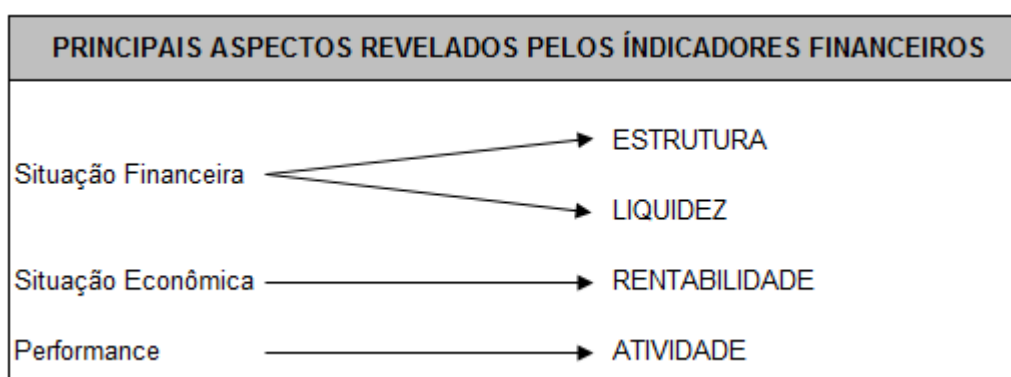 PRINCIPAIS ASPECTOS REVELADOS PELOS ÍNDICADORES FINANCEIROS
ESTRUTURA
Situação Financeira
LIQUIDEZ
Situação Econômica RENTABILIDADE
Performance ATIVIDADE